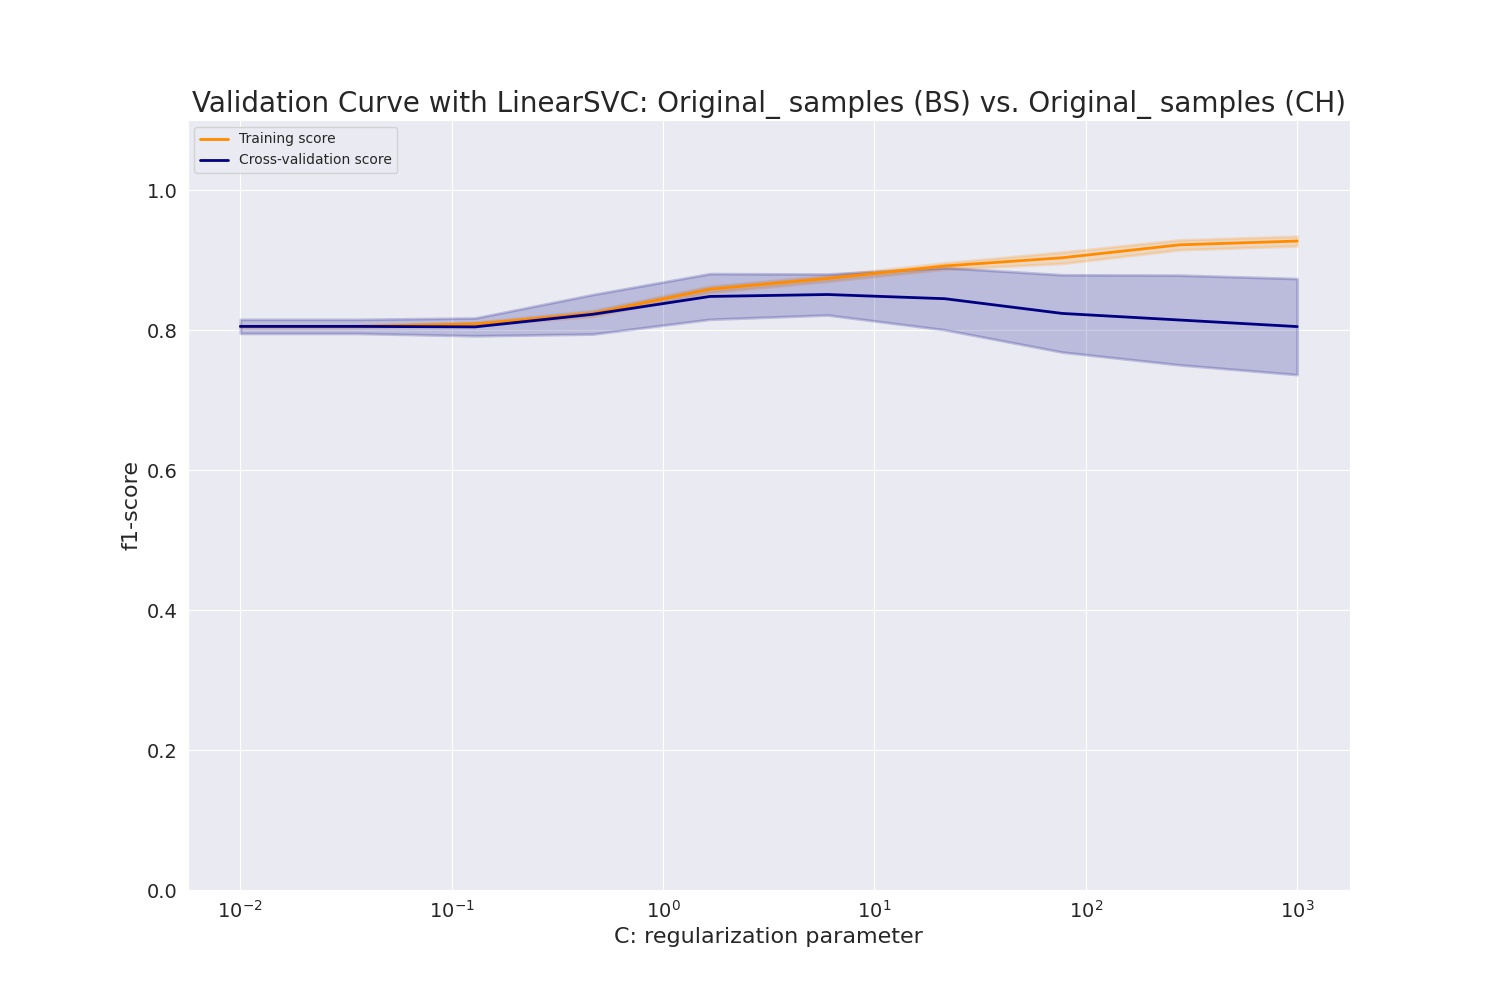 Validation Curve with LinearSVC: Original_ samples (BS) vs. Original_ samples (CH)
Training score
Cross-validation score
1.0
0.8
0.6
0.4
0.2
0.0
f1-score
10⁻² 10⁻¹ 10⁰ 10¹ 10² 10³
C: regularization parameter